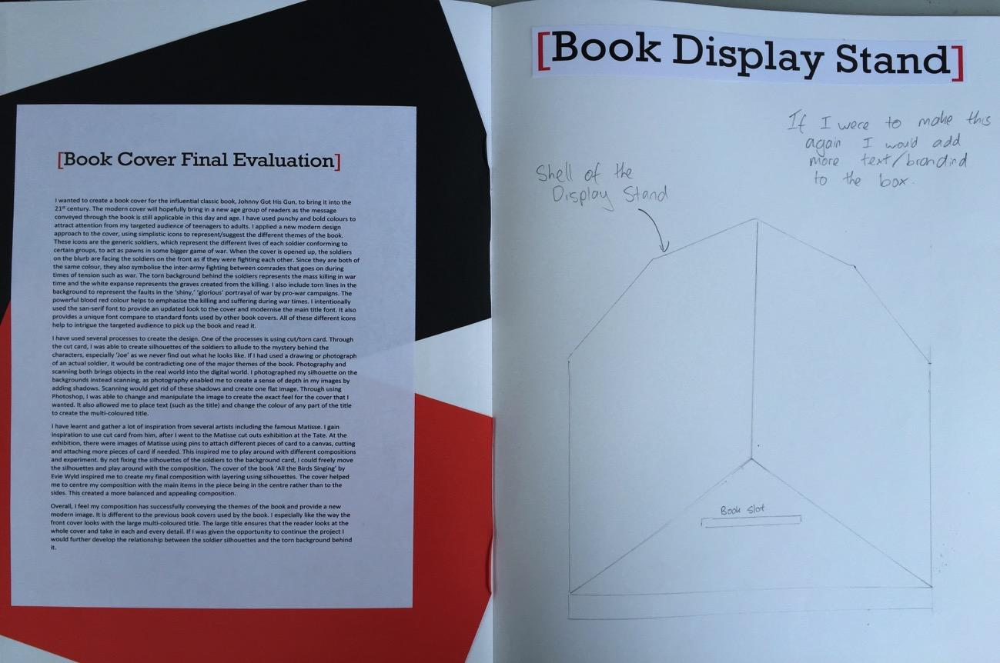 [Book Cover Final Evaluation]
I wanted to create a book cover for the influential classic book, Johnny Got His Gun, to bring it into the
21st century. The modern cover will hopefully bring in a new age group of readers as the message
conveyed through the book is still applicable in this day and age. I have used punchy and bold colours to
attract attention from my targeted audience of teenagers to adults. I applied a new modern design
approach to the cover, using simplistic icons to represent/suggest the different themes of the book.
These icons are the generic soldiers, which represent the different lives of each soldier conforming to
certain groups, to act as pawns in some bigger game of war. When the cover is opened up, the soldiers
on the blurb are facing the soldiers on the front as if they were fighting each other. Since they are both of
the same colour, they also symbolise the inter-army fighting between comrades that goes on during
times of tension such as war. The torn background behind the soldiers represents the mass killing in war
time and the white expanse represents the graves created from the killing. I also include torn lines in the
background to represent the faults in the 'shiny,' 'glorious' portrayal of war by pro-war campaigns. The
powerful blood red colour helps to emphasise the killing and suffering during war times. I intentionally
used the san-serif font to provide an updated look to the cover and modernise the main title font. It also
provides a unique font compare to standard fonts used by other book covers. All of these different icons
help to intrigue the targeted audience to pick up the book and read it.
I have used several processes to create the design. One of the processes is using cut/torn card. Through
the cut card, I was able to create silhouettes of the soldiers to allude to the mystery behind the
characters, especially 'Joe' as we never find out what he looks like. If I had used a drawing or photograph
of an actual soldier, it would be contradicting one of the major themes of the book. Photography and
scanning both brings objects in the real world into the digital world. I photographed my silhouette on the
backgrounds instead scanning, as photography enabled me to create a sense of depth in my images by
adding shadows. Scanning would get rid of these shadows and create one flat image. Through using
Photoshop, I was able to change and manipulate the image to create the exact feel for the cover that I
wanted. It also allowed me to place text (such as the title) and change the colour of any part of the title
to create the multi-coloured title.
I have learnt and gather a lot of inspiration from several artists including the famous Matisse. I gain
inspiration to use cut card from him, after I went to the Matisse cut outs exhibition at the Tate. At the
exhibition, there were images of Matisse using pins to attach different pieces of card to a canvas, cutting
and attaching more pieces of card if needed. This inspired me to play around with different compositions
and experiment. By not fixing the silhouettes of the soldiers to the background card, I could freely move
the silhouettes and play around with the composition. The cover of the book 'All the Birds Singing' by
Evie Wyld inspired me to create my final composition with layering using silhouettes. The cover helped
me to centre my composition with the main items in the piece being in the centre rather than to the
sides. This created a more balanced and appealing composition.
Overall, I feel my composition has successfully conveying the themes of the book and provide a new
modern image. It is different to the previous book covers used by the book. I especially like the way the
front cover looks with the large multi-coloured title. The large title ensures that the reader looks at the
whole cover and take in each and every detail. If I was given the opportunity to continue the project I
would further develop the relationship between the soldier silhouettes and the torn background behind
it.
[Book Display Stand]
If I were to make this
again I would add
more text/brandind
to the box.
Shell of the
Display Stand
Book slot